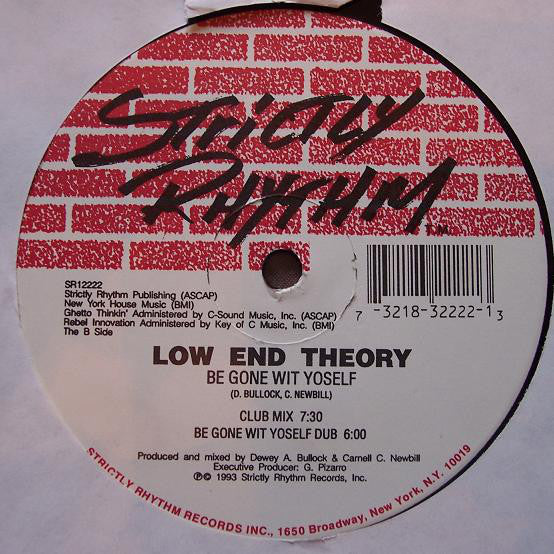 STRICTLY
RHYTHM
T.M.
SR12222
Strictly Rhythm Publishing (ASCAP)
New York House Music (BMI)
Ghetto Thinkin' Administered by C-Sound Music, Inc. (ASCAP)
Rebel Innovation Administered by Key of C Music, Inc. (BMI)
The B Side
7 -3218-32222-1 3
LOW END THEORY
BE GONE WIT YOSELF
(D. BULLOCK, C. NEWBILL)
CLUB MIX 7:30
BE GONE WIT YOSELF DUB 6:00
Produced and mixed by Dewey A. Bullock & Carnell C. Newbill
Executive Producer: G. Pizarro
℗© 1993 Strictly Rhythm Records, Inc.
STRICTLY RHYTHM RECORDS INC., 1650 Broadway, New York, N.Y. 10019